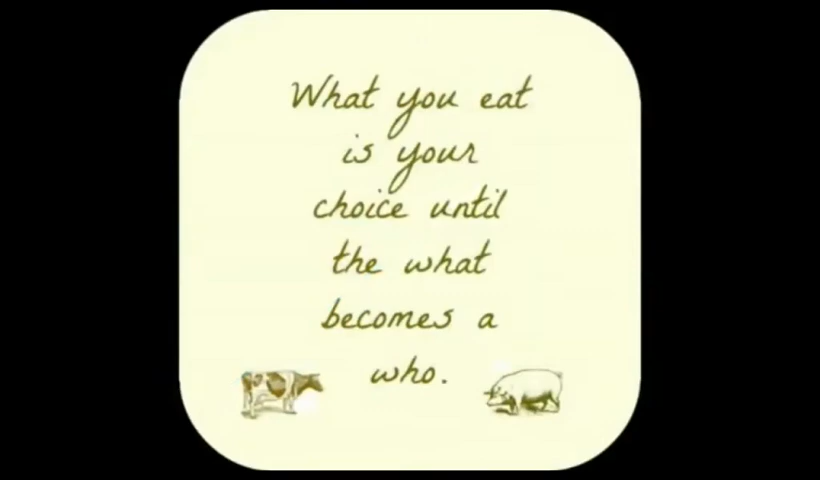 What you eat
is your
choice until
the what
becomes a
who.